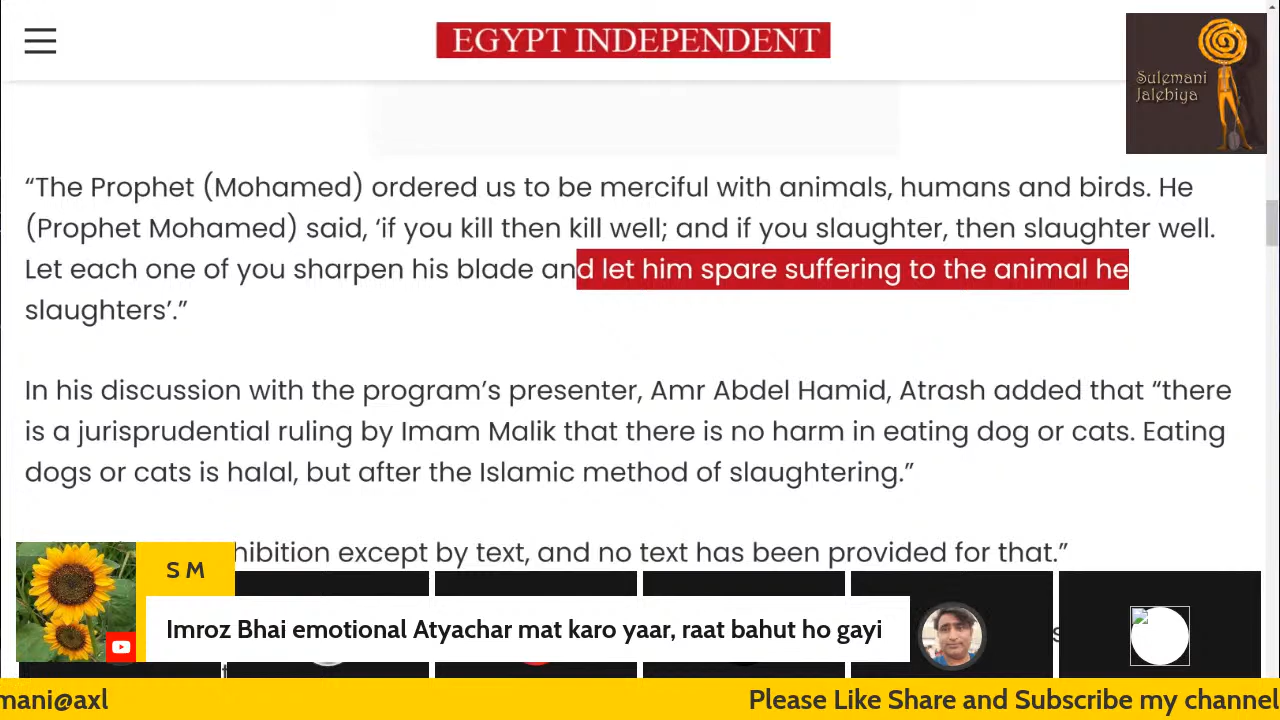 EGYPT INDEPENDENT
Sulemani
Jalebiya
“The Prophet (Mohamed) ordered us to be merciful with animals, humans and birds. He
(Prophet Mohamed) said, ‘if you kill then kill well; and if you slaughter, then slaughter well.
Let each one of you sharpen his blade and let him spare suffering to the animal he
slaughters’.”
In his discussion with the program’s presenter, Amr Abdel Hamid, Atrash added that “there
is a jurisprudential ruling by Imam Malik that there is no harm in eating dog or cats. Eating
dogs or cats is halal, but after the Islamic method of slaughtering.”
hibition except by text, and no text has been provided for that.”
S M
Imroz Bhai emotional Atyachar mat karo yaar, raat bahut ho gayi
mani@axl
Please Like Share and Subscribe my channel